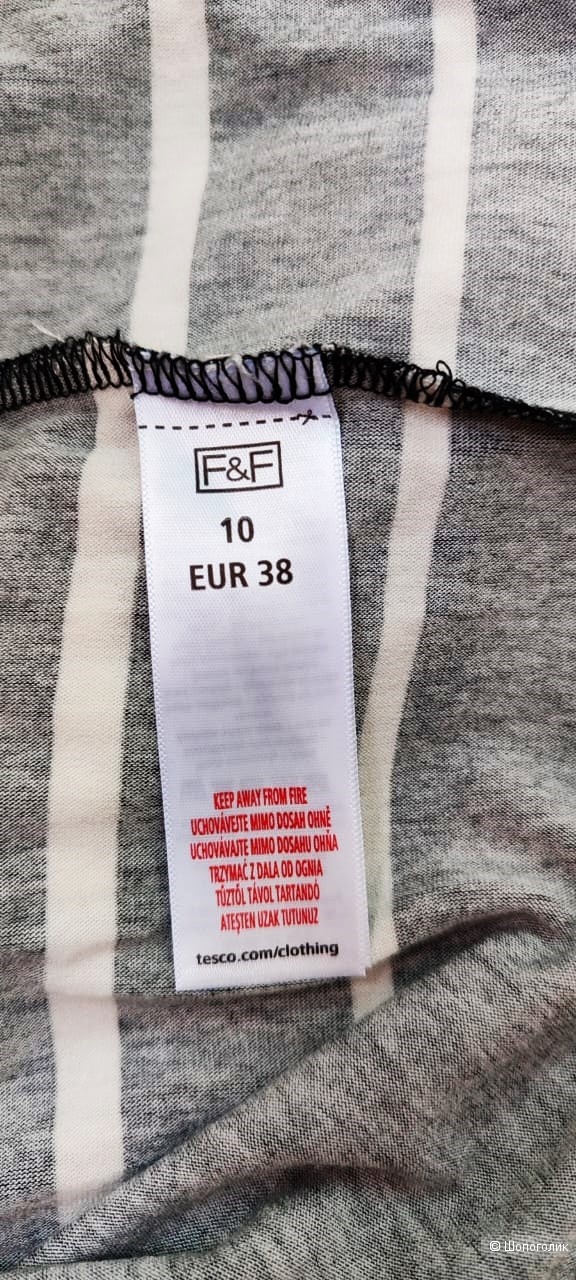 F&F
10
EUR 38
KEEP AWAY FROM FIRE
UCHOVÁVEJTE MIMO DOSAH OHNĚ
UCHOVÁVAJTE MIMO DOSAHU OHŇA
TRZYMAĆ Z DALA OD OGNIA
TŰZTŐL TÁVOL TARTANDÓ
ATEŞTEN UZAK TUTUNUZ
tesco.com/clothing
© Шопоголик